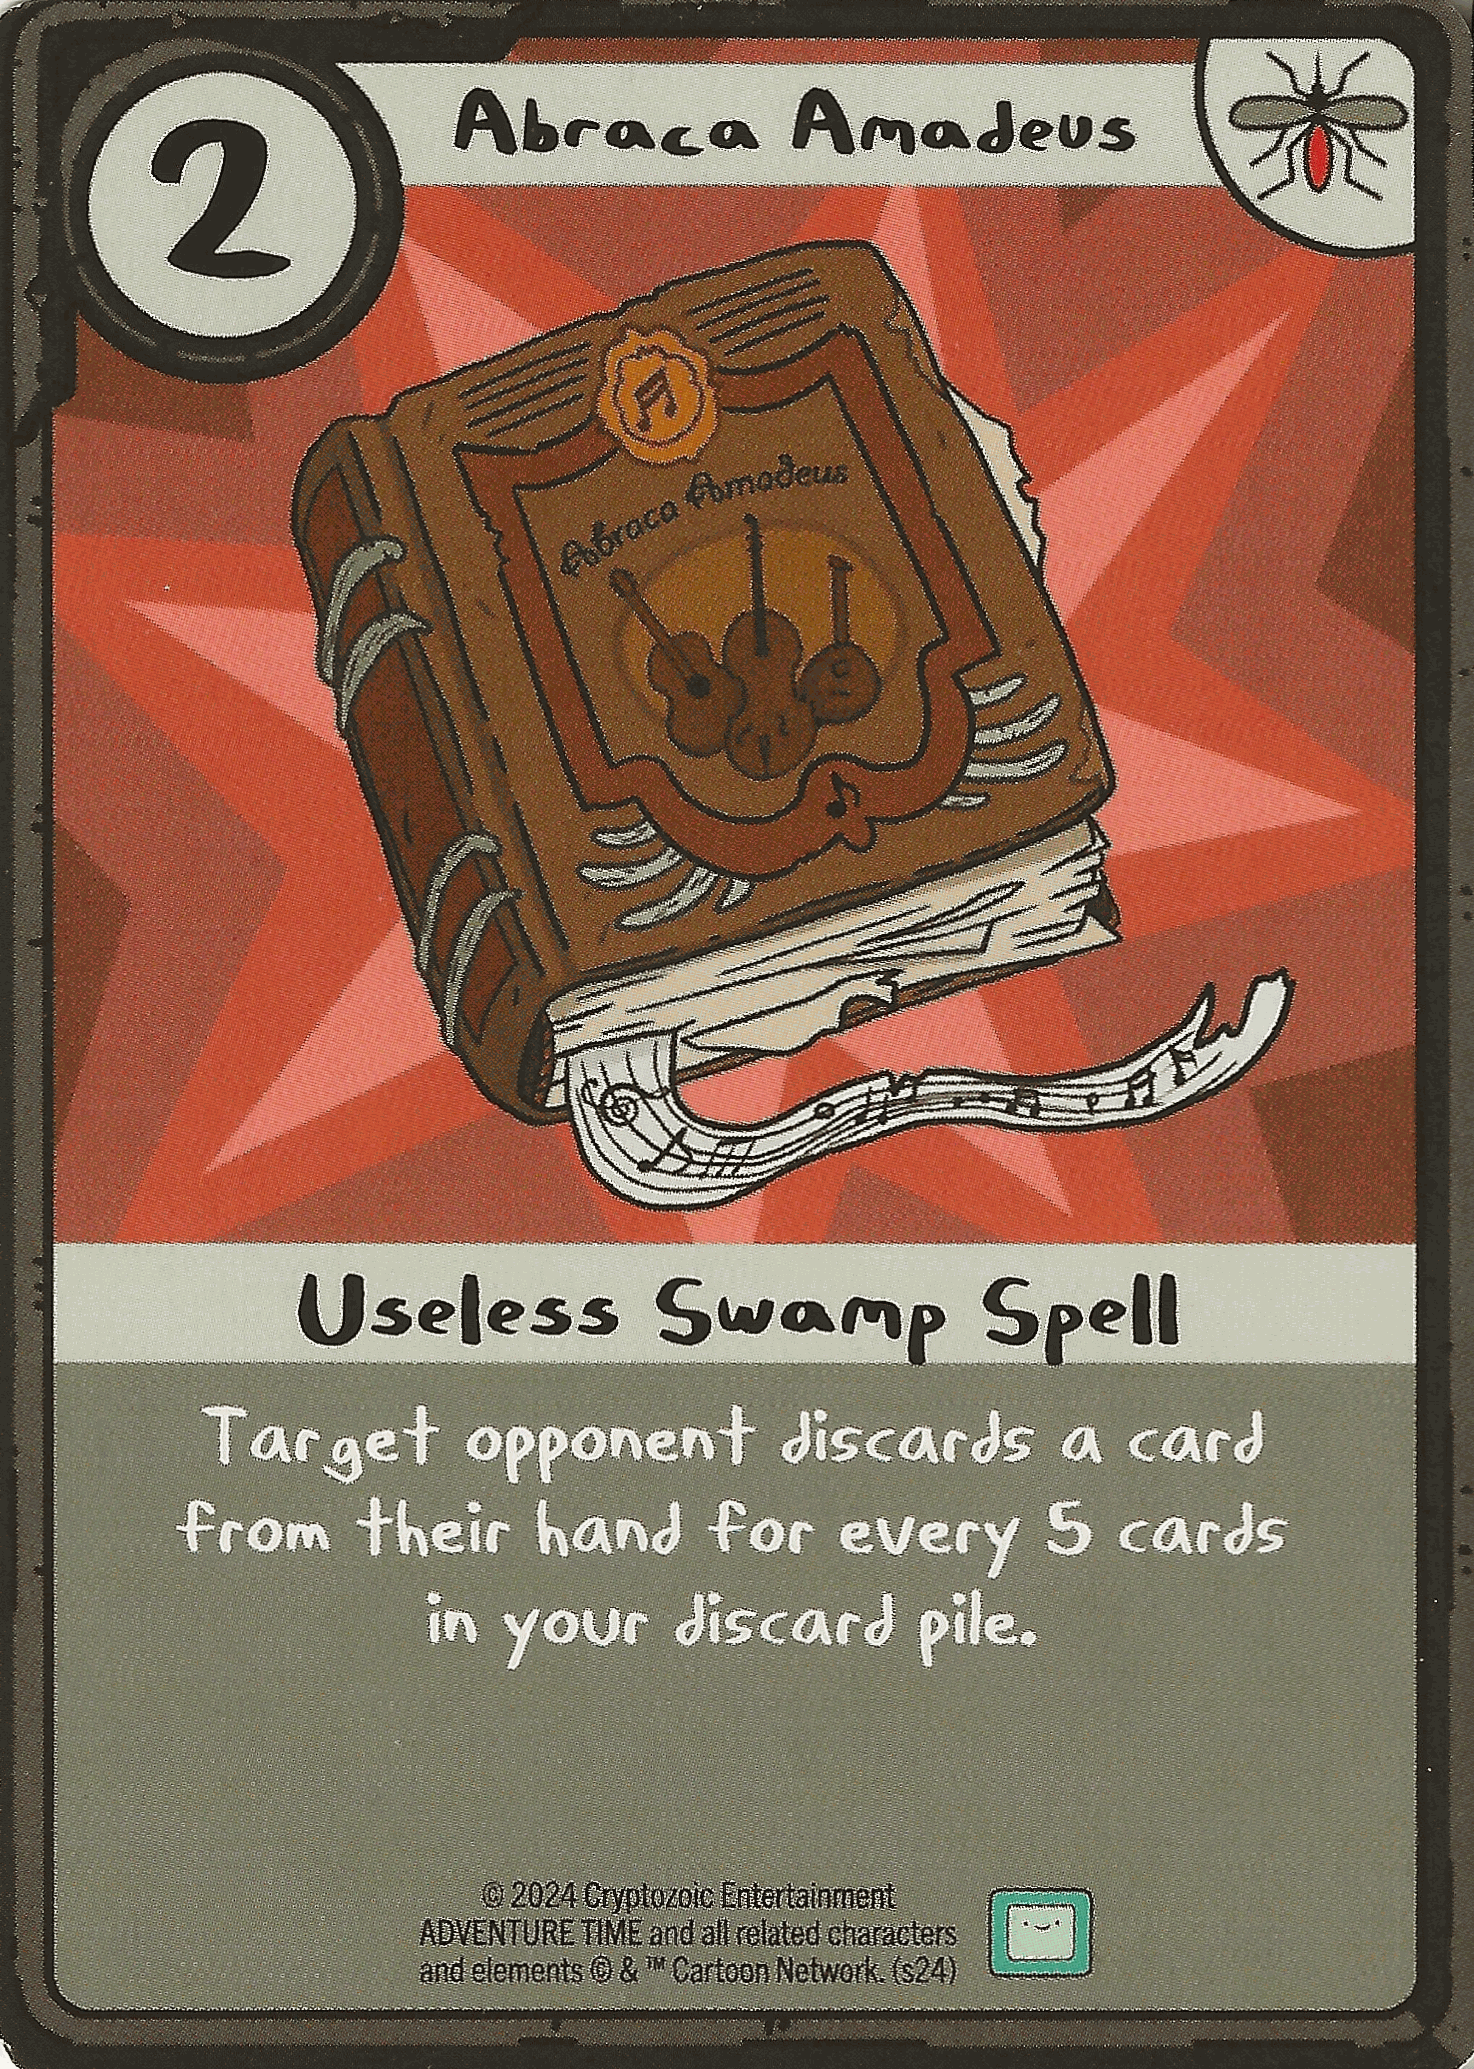 2
Abraca Amadeus
Abraca Amadeus
Useless Swamp Spell
Target opponent discards a card
from their hand for every 5 cards
in your discard pile.
© 2024 Cryptozoic Entertainment
ADVENTURE TIME and all related characters
and elements © & ™ Cartoon Network. (s24)